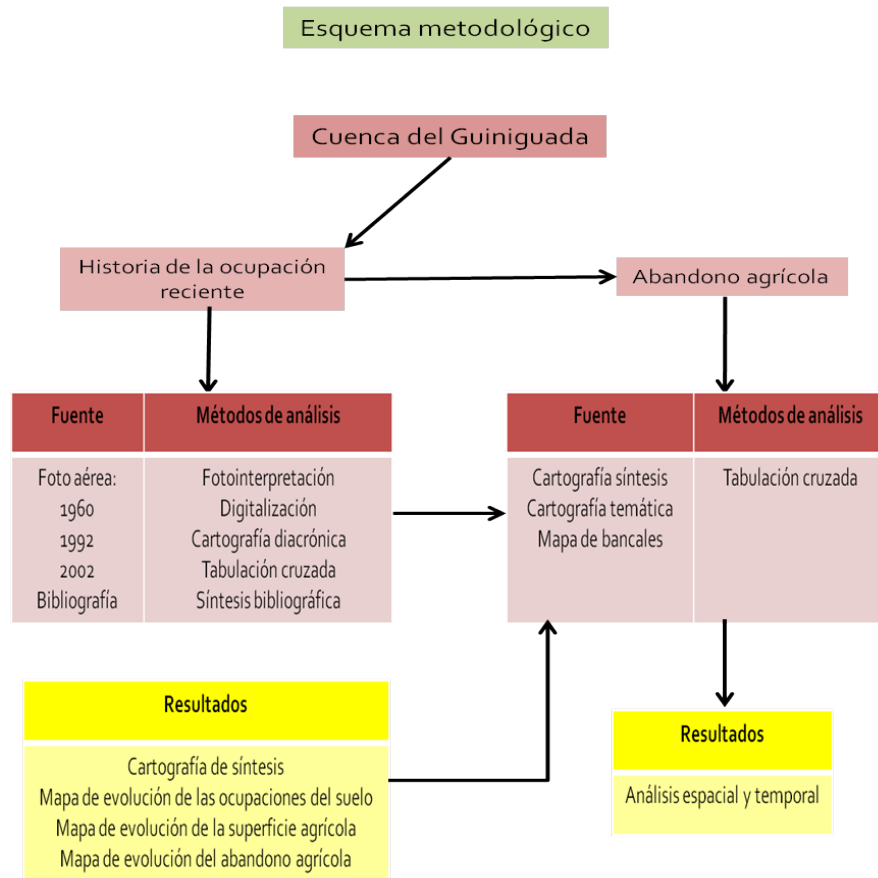 Esquema metodológico
Cuenca del Guiniguada
Historia de la ocupación
reciente
Abandono agrícola
Fuente
Métodos de análisis
Foto aérea:
1960
1992
2002
Bibliografía
Fotointerpretación
Digitalización
Cartografía diacrónica
Tabulación cruzada
Síntesis bibliográfica
Fuente
Métodos de análisis
Cartografía síntesis
Cartografía temática
Mapa de bancales
Tabulación cruzada
Resultados
Cartografía de síntesis
Mapa de evolución de las ocupaciones del suelo
Mapa de evolución de la superficie agrícola
Mapa de evolución del abandono agrícola
Resultados
Análisis espacial y temporal